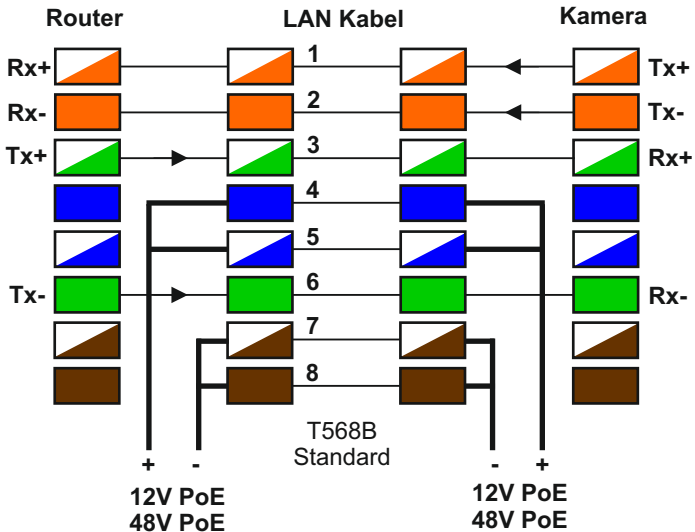 Router LAN Kabel Kamera
1
Rx+ Tx+
2
Rx- Tx-
3
Tx+ Rx+
4
5
6
Tx- Rx-
7
8
T568B
Standard
+ - - +
12V PoE 12V PoE
48V PoE 48V PoE